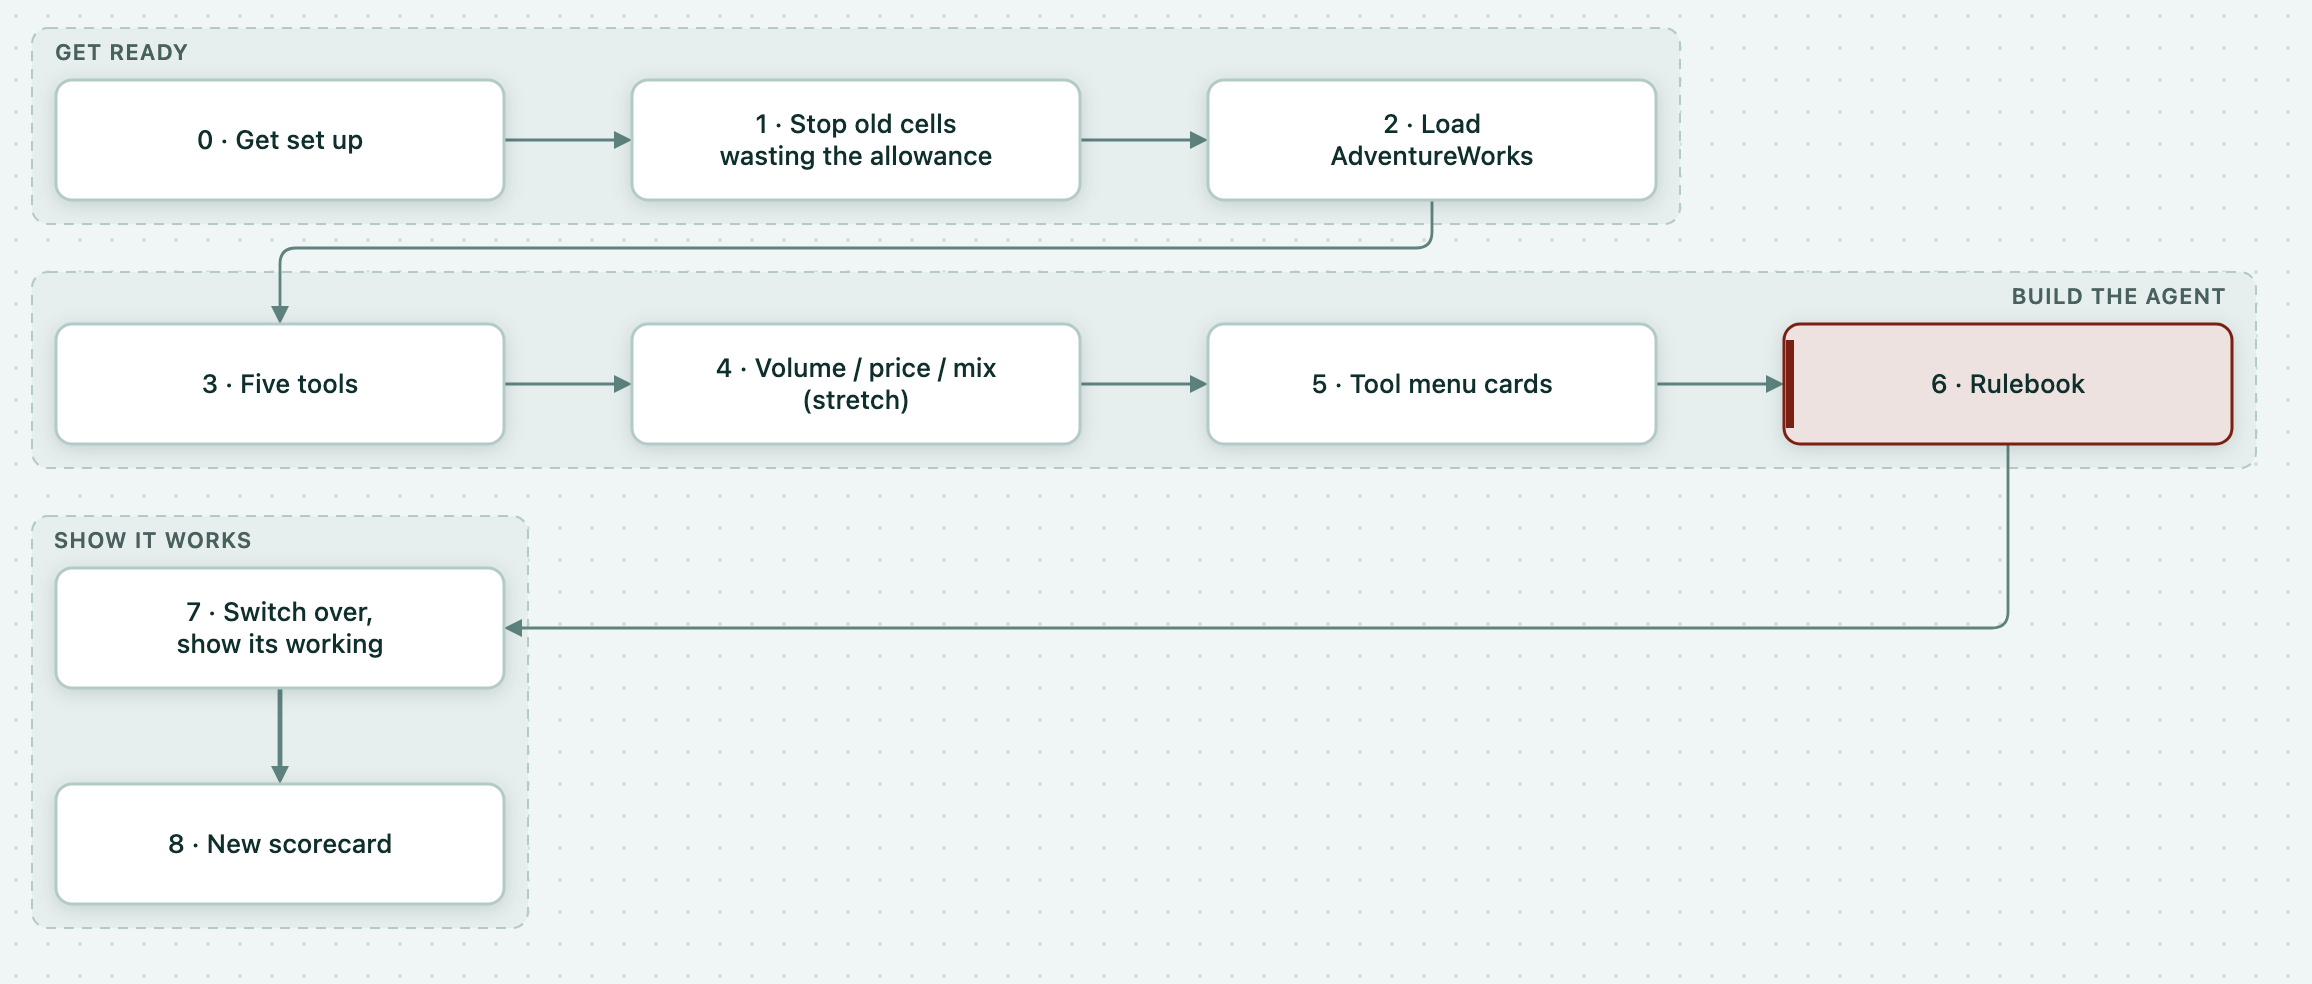 GET READY
0 · Get set up
1 · Stop old cells
wasting the allowance
2 · Load
AdventureWorks
BUILD THE AGENT
3 · Five tools
4 · Volume / price / mix
(stretch)
5 · Tool menu cards
6 · Rulebook
SHOW IT WORKS
7 · Switch over,
show its working
8 · New scorecard